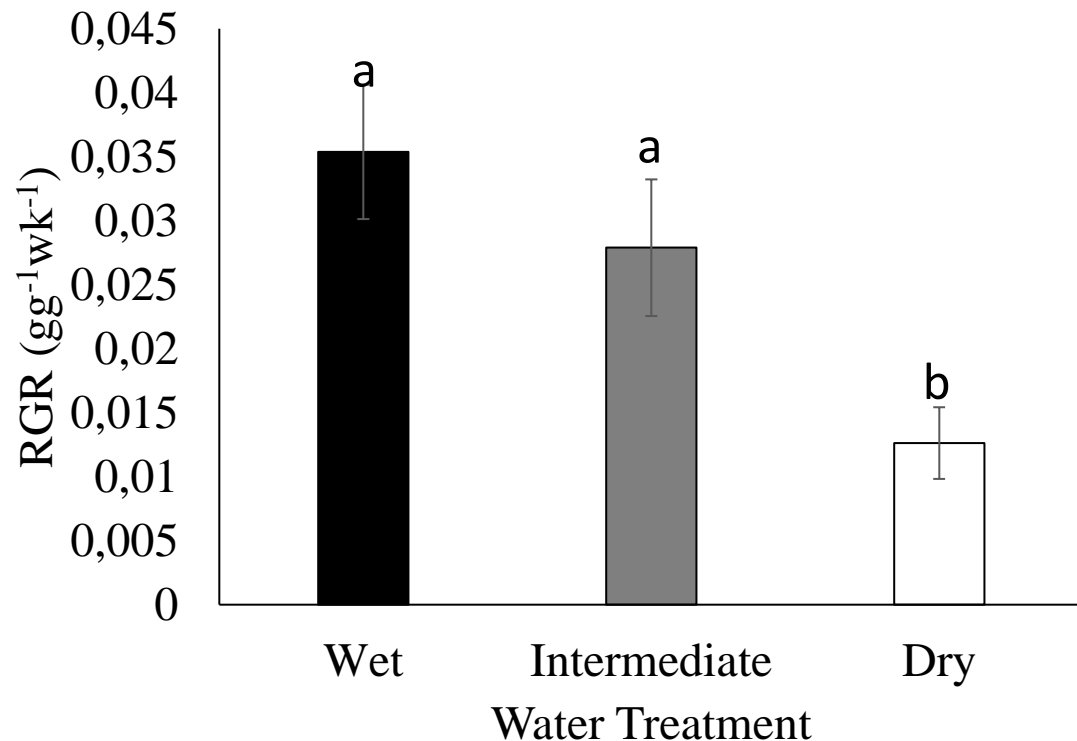 0,045
0,04
0,035
0,03
0,025
0,02
0,015
0,01
0,005
0
RGR (gg⁻¹wk⁻¹)
a
a
b
Wet Intermediate Dry
Water Treatment